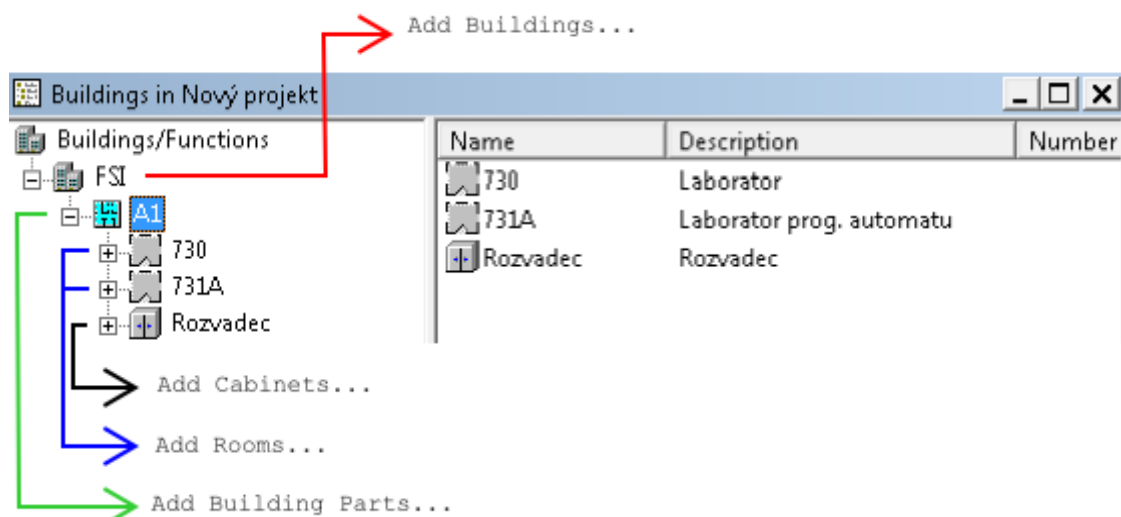 Add Buildings...
Buildings in Nový projekt
Buildings/Functions
Name Description Number
FSI
730 Laborator
A1
731A Laborator prog. automatu
730
Rozvadec Rozvadec
731A
Rozvadec
Add Cabinets...
Add Rooms...
Add Building Parts...